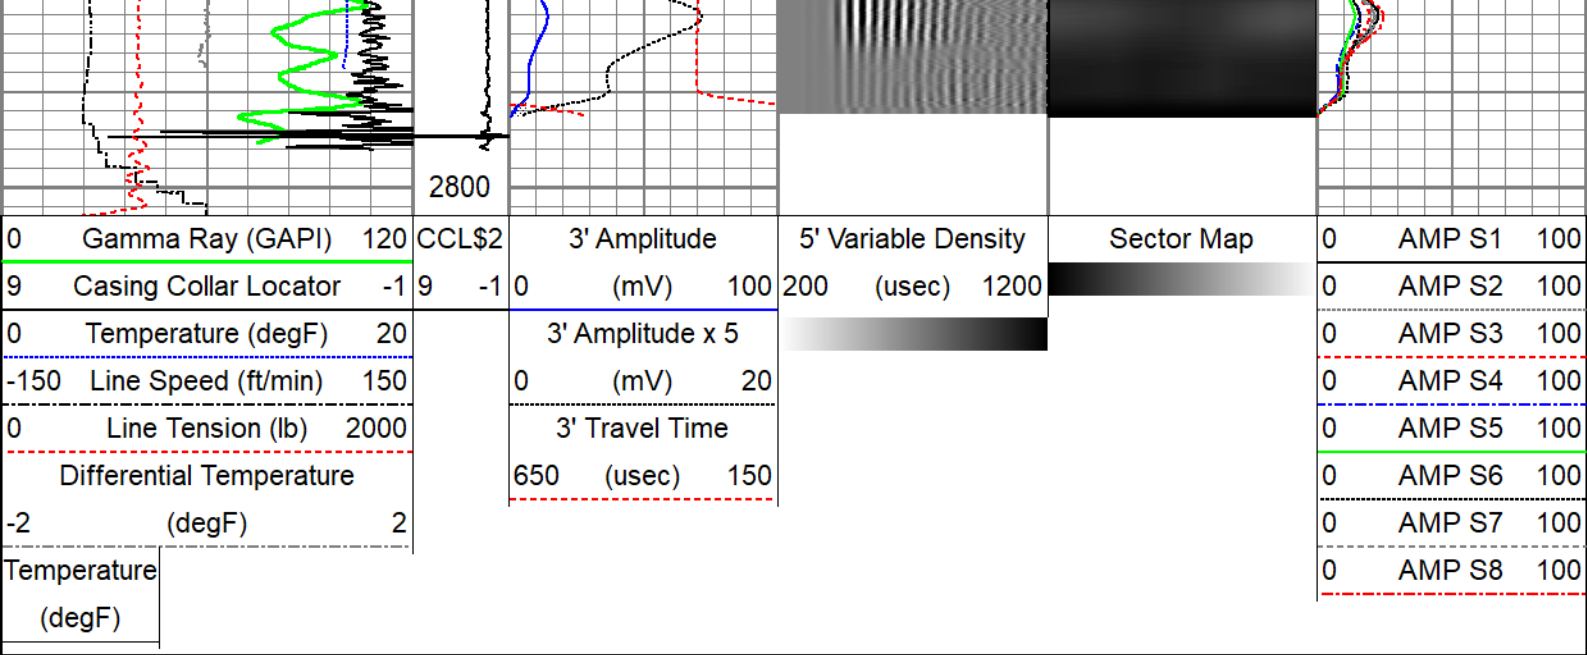 2800
0 Gamma Ray (GAPI) 120
9 Casing Collar Locator -1
0 Temperature (degF) 20
-150 Line Speed (ft/min) 150
0 Line Tension (lb) 2000
Differential Temperature
-2 (degF) 2
Temperature
(degF)
CCL$2
9 -1
3' Amplitude
0 (mV) 100
3' Amplitude x 5
0 (mV) 20
3' Travel Time
650 (usec) 150
5' Variable Density
200 (usec) 1200
Sector Map
0 AMP S1 100
0 AMP S2 100
0 AMP S3 100
0 AMP S4 100
0 AMP S5 100
0 AMP S6 100
0 AMP S7 100
0 AMP S8 100